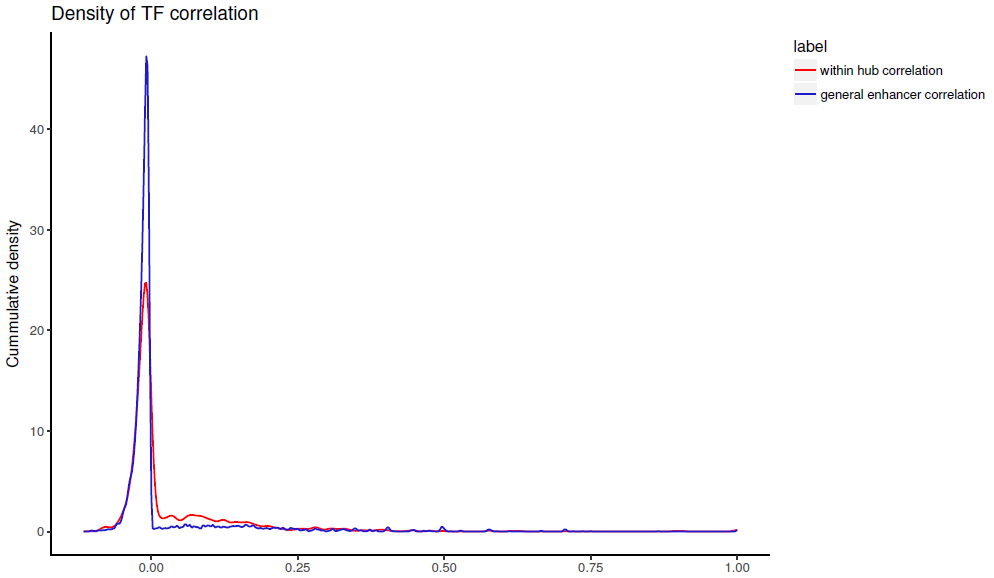 Density of TF correlation
label
within hub correlation
general enhancer correlation
Cummulative density
40
30
20
10
0
0.00
0.25
0.50
0.75
1.00